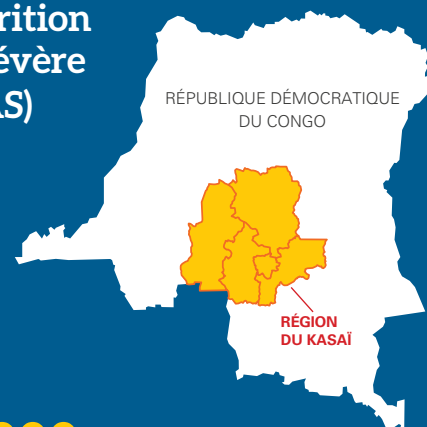 rition
évère
S)
RÉPUBLIQUE DÉMOCRATIQUE
DU CONGO
RÉGION
DU KASAÏ